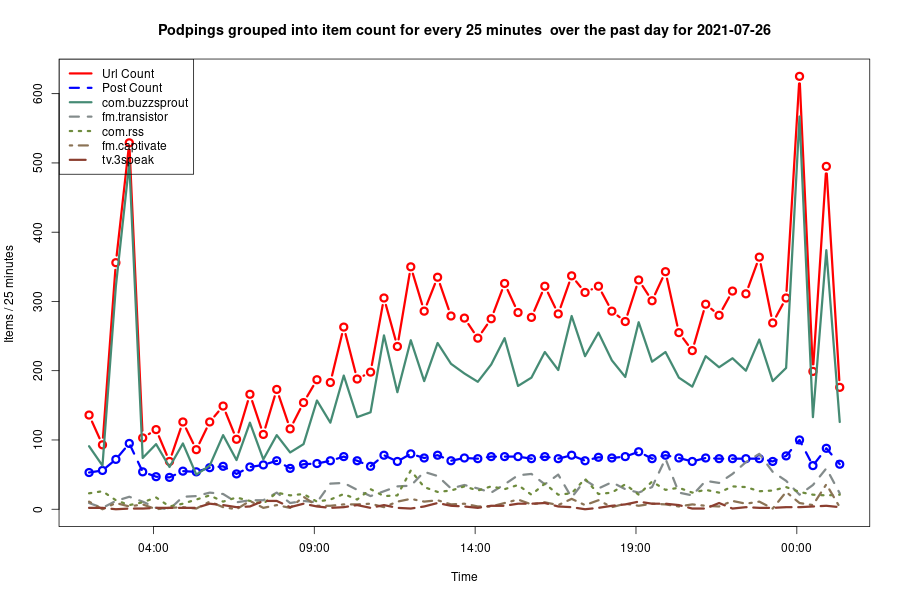 Podpings grouped into item count for every 25 minutes  over the past day for 2021-07-26
Url Count
Post Count
com.buzzsprout
fm.transistor
com.rss
fm.captivate
tv.3speak
Items / 25 minutes
600
500
400
300
200
100
0
04:00
09:00
14:00
19:00
00:00
Time